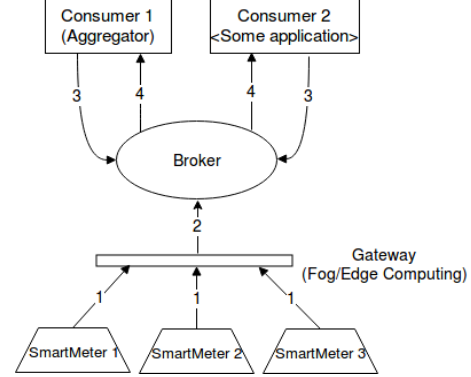 Consumer 1
(Aggregator)
Consumer 2
<Some application>
3
4
4
3
Broker
2
Gateway
(Fog/Edge Computing)
1
1
1
SmartMeter 1
SmartMeter 2
SmartMeter 3